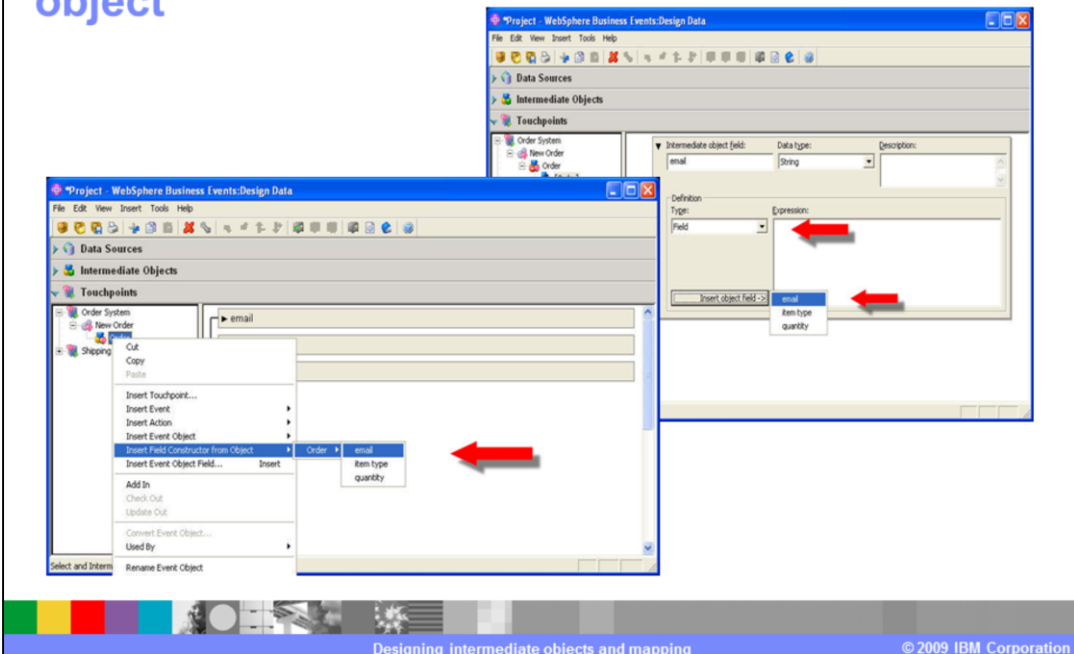 object
*Project - WebSphere Business Events:Design Data
File Edit View Insert Tools Help
Data Sources
Intermediate Objects
Touchpoints
Order System
New Order
Order
Intermediate object field:
Data type:
Description:
email
String
Definition
Type:
Expression:
Field
Insert object field ->
email
item type
quantity
*Project - WebSphere Business Events:Design Data
File Edit View Insert Tools Help
Data Sources
Intermediate Objects
Touchpoints
Order System
New Order
Shipping
email
Cut
Copy
Paste
Insert Touchpoint...
Insert Event
Insert Action
Insert Event Object
Insert Field Constructor from Object
Order
email
Insert Event Object Field... Insert
item type
quantity
Add In
Check Out
Update Out
Convert Event Object...
Used By
Rename Event Object
Select and Interm
Designing intermediate objects and mapping
© 2009 IBM Corporation